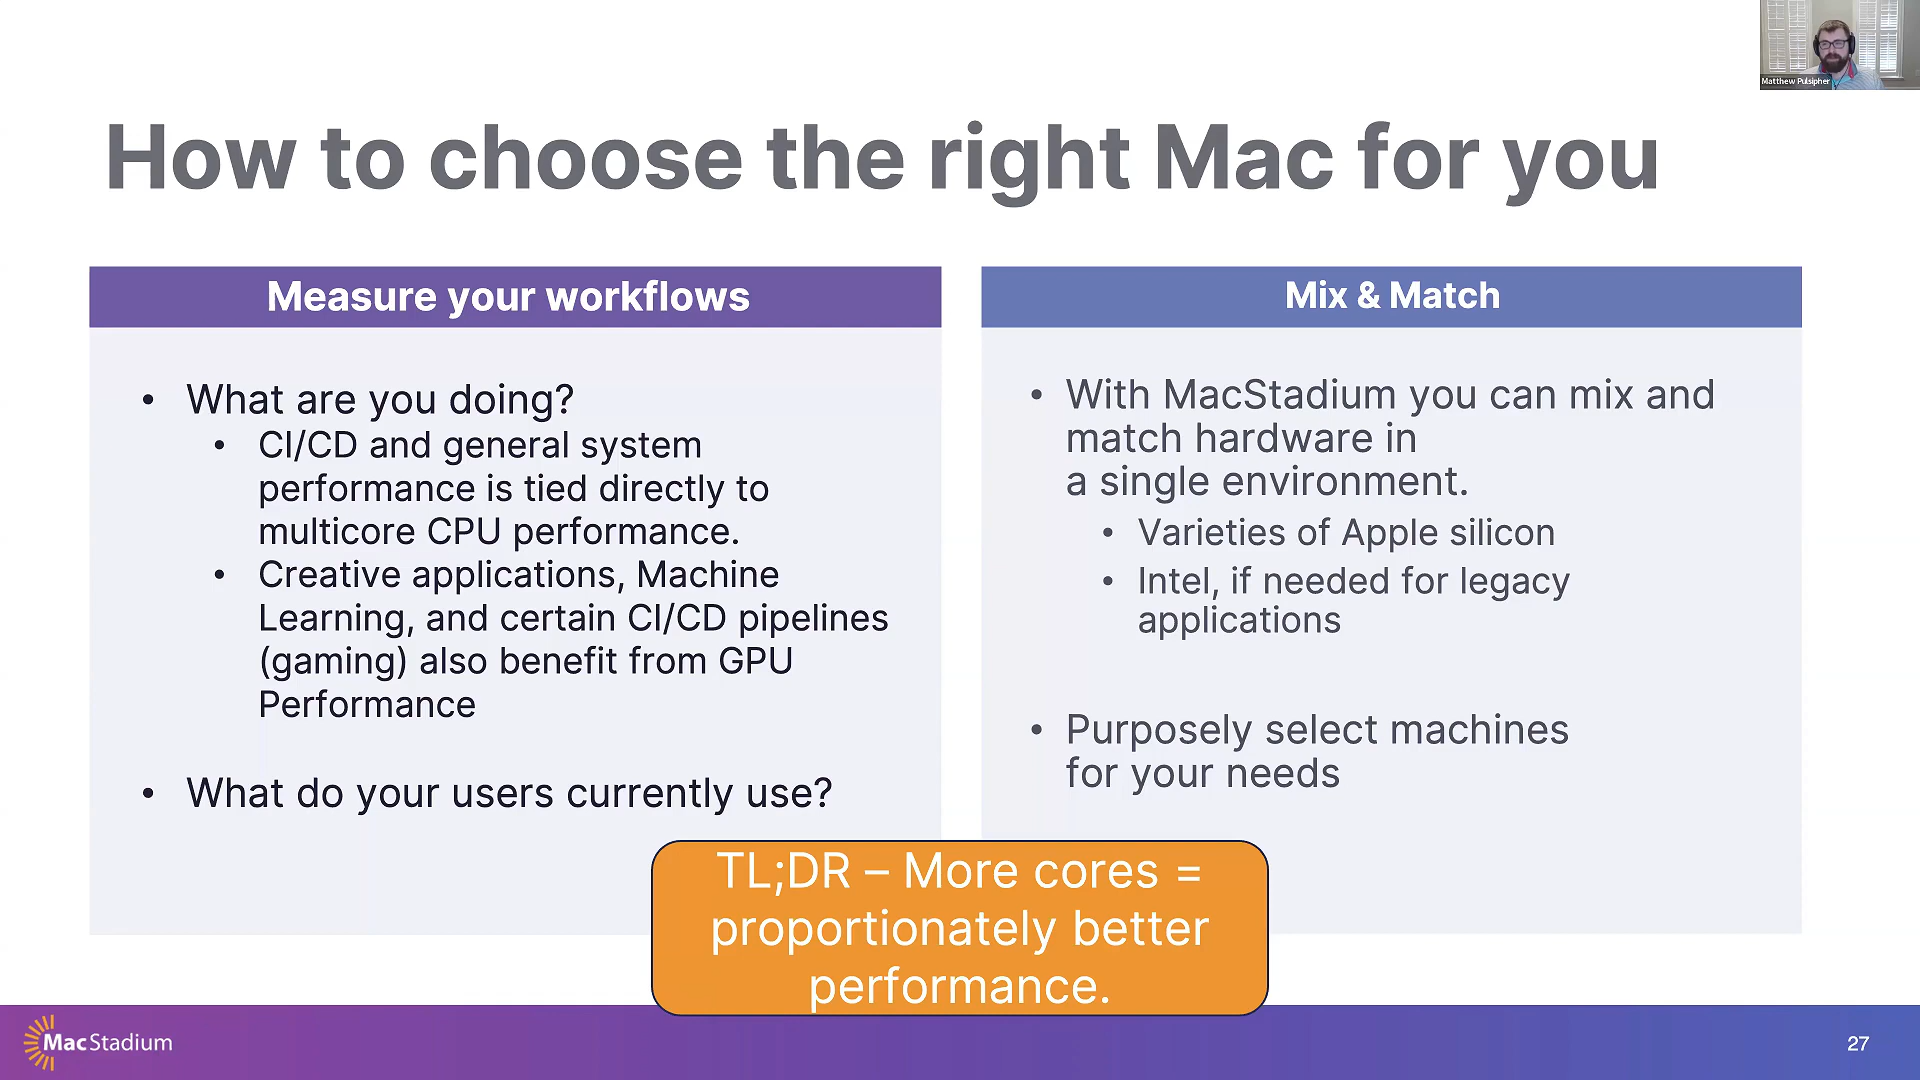 Matthew Pulsipher
How to choose the right Mac for you
Measure your workflows
• What are you doing?
• CI/CD and general system
performance is tied directly to
multicore CPU performance.
• Creative applications, Machine
Learning, and certain CI/CD pipelines
(gaming) also benefit from GPU
Performance
• What do your users currently use?
Mix & Match
• With MacStadium you can mix and
match hardware in
a single environment.
• Varieties of Apple silicon
• Intel, if needed for legacy
applications
• Purposely select machines
for your needs
TL;DR – More cores =
proportionately better
performance.
MacStadium
27